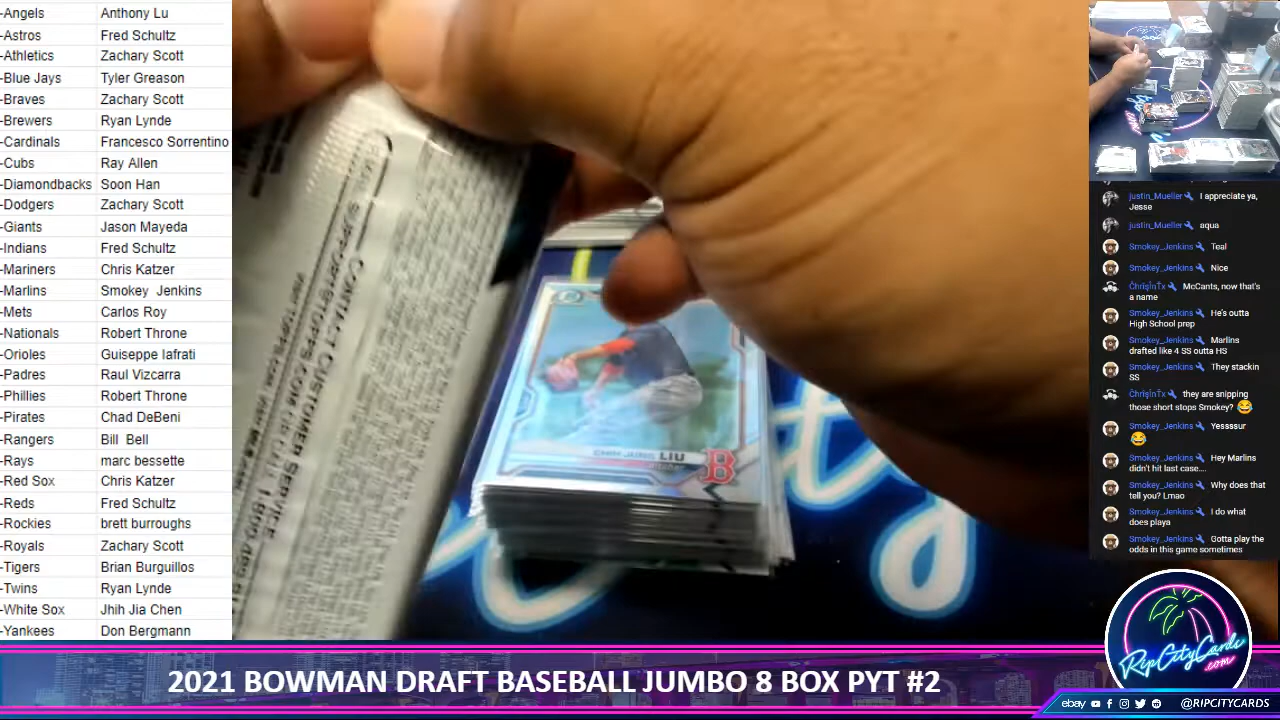 -Angels Anthony Lu
-Astros Fred Schultz
-Athletics Zachary Scott
-Blue Jays Tyler Greason
-Braves Zachary Scott
-Brewers Ryan Lynde
-Cardinals Francesco Sorrentino
-Cubs Ray Allen
-Diamondbacks Soon Han
-Dodgers Zachary Scott
-Giants Jason Mayeda
-Indians Fred Schultz
-Mariners Chris Katzer
-Marlins Smokey Jenkins
-Mets Carlos Roy
-Nationals Robert Throne
-Orioles Guiseppe Iafrati
-Padres Raul Vizcarra
-Phillies Robert Throne
-Pirates Chad DeBeni
-Rangers Bill Bell
-Rays marc bessette
-Red Sox Chris Katzer
-Reds Fred Schultz
-Rockies brett burroughs
-Royals Zachary Scott
-Tigers Brian Burguillos
-Twins Ryan Lynde
-White Sox Jhih Jia Chen
-Yankees Don Bergmann
CONTACT CUSTOMER SERVICE
LIU
B
justin_Mueller I appreciate ya,
Jesse
justin_Mueller aqua
Smokey_Jenkins Teal
Smokey_Jenkins Nice
ČhrïşĭnŤx McCants, now that's
a name
Smokey_Jenkins He's outta
High School prep
Smokey_Jenkins Marlins
drafted like 4 SS outta HS
Smokey_Jenkins They stackin
SS
ČhrïşĭnŤx they are snipping
those short stops Smokey? 😂
Smokey_Jenkins Yessssur
😂
Smokey_Jenkins Hey Marlins
didn't hit last case....
Smokey_Jenkins Why does that
tell you? Lmao
Smokey_Jenkins I do what
does playa
Smokey_Jenkins Gotta play the
odds in this game sometimes
RipCityCards
.com
2021 BOWMAN DRAFT BASEBALL JUMBO 8 BOX PYT #2
ebay @RIPCITYCARDS